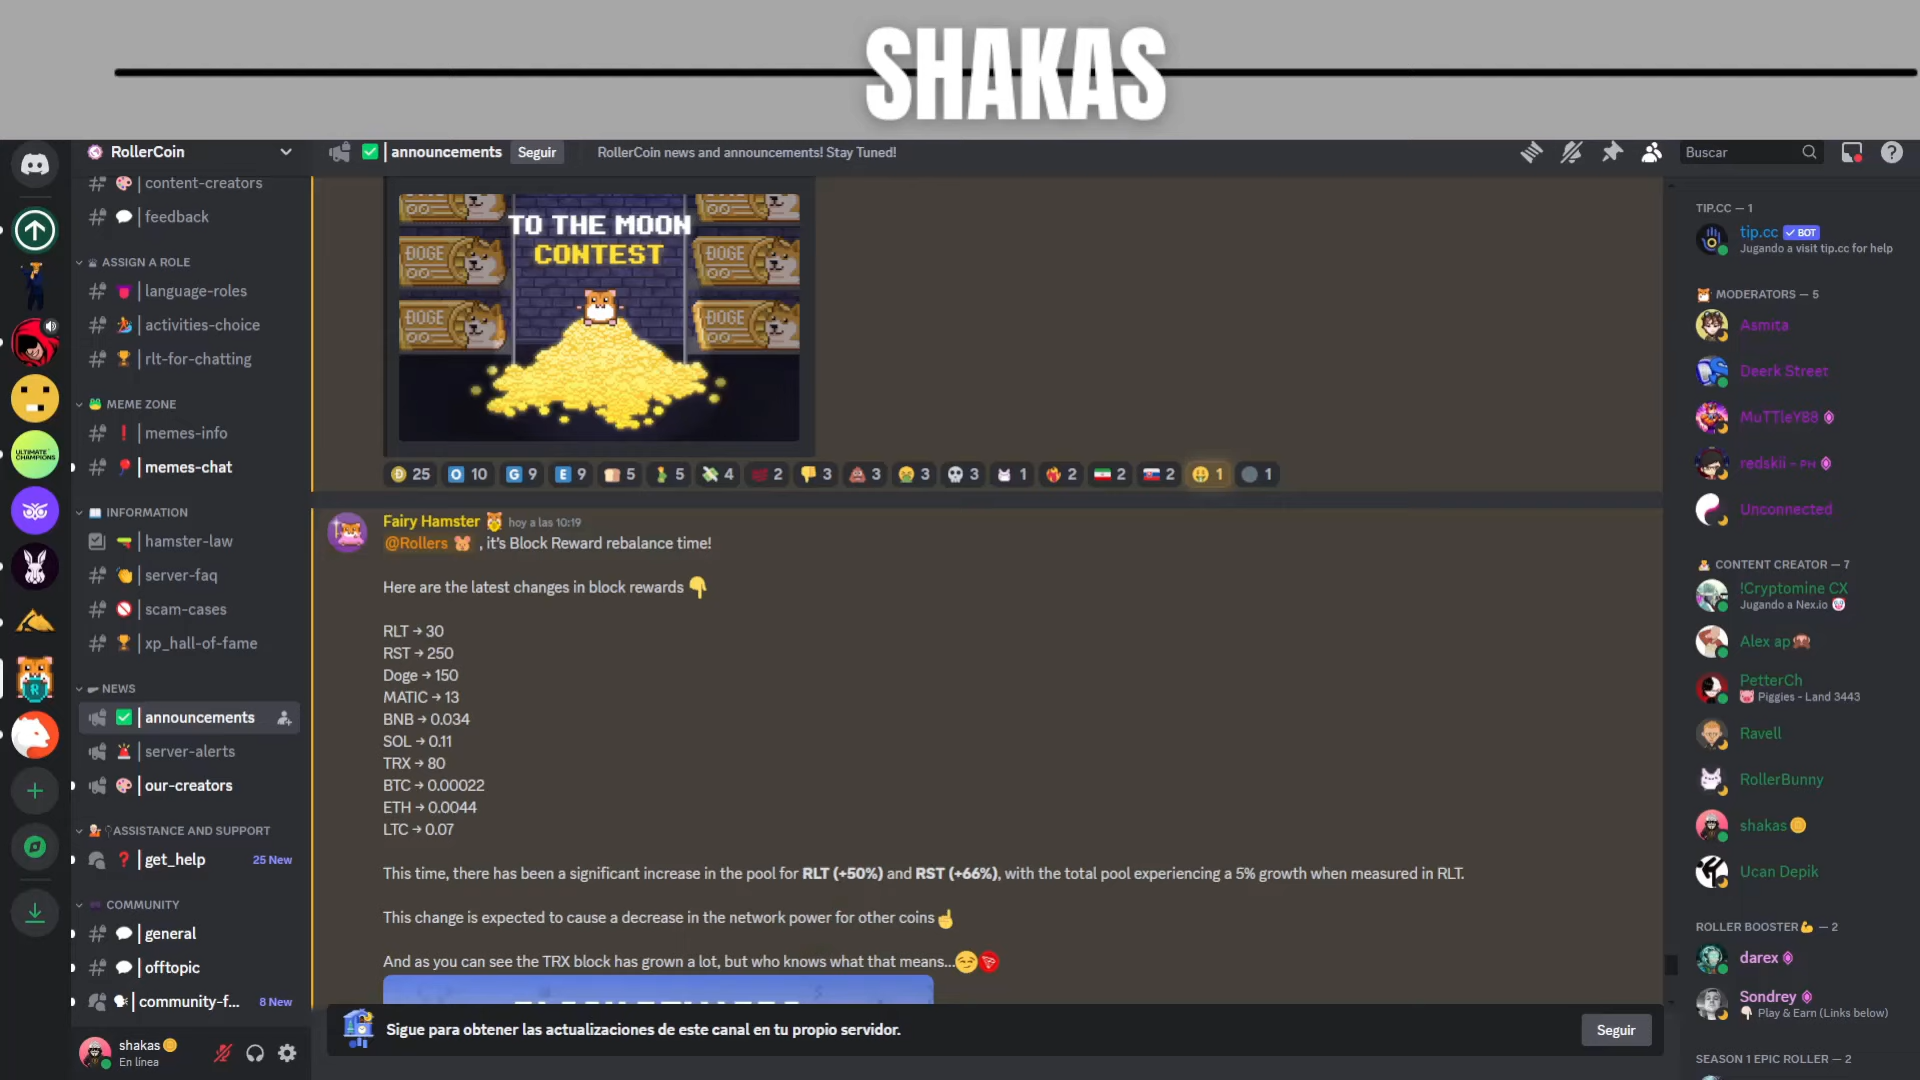 SHAKAS
RollerCoin
announcements
Seguir
RollerCoin news and announcements! Stay Tuned!
Buscar
content-creators
feedback
ASSIGN A ROLE
language-roles
activities-choice
rlt-for-chatting
MEME ZONE
memes-info
memes-chat
INFORMATION
hamster-law
server-faq
scam-cases
xp_hall-of-fame
NEWS
announcements
server-alerts
our-creators
ASSISTANCE AND SUPPORT
get_help 25 New
COMMUNITY
general
offtopic
community-f... 8 New
shakas
En línea
ULTIMATE CHAMPIONS
TO THE MOON
CONTEST
DOGE
DOGE
DOGE
DOGE
25 10 9 9 5 5 4 2 3 3 3 3 1 2 2 2 1 1
Fairy Hamster hoy a las 10:19
@Rollers , it's Block Reward rebalance time!
Here are the latest changes in block rewards
RLT → 30
RST → 250
Doge → 150
MATIC → 13
BNB → 0.034
SOL → 0.11
TRX → 80
BTC → 0.00022
ETH → 0.0044
LTC → 0.07
This time, there has been a significant increase in the pool for RLT (+50%) and RST (+66%), with the total pool experiencing a 5% growth when measured in RLT.
This change is expected to cause a decrease in the network power for other coins
And as you can see the TRX block has grown a lot, but who knows what that means...
Sigue para obtener las actualizaciones de este canal en tu propio servidor.
Seguir
TIP.CC — 1
tip.cc BOT
Jugando a visit tip.cc for help
MODERATORS — 5
Asmita
Deerk Street
MuTTleY88
redskii - PH
Unconnected
CONTENT CREATOR — 7
!Cryptomine CX
Jugando a Nex.io
Alex ap
PetterCh
Piggies - Land 3443
Ravell
RollerBunny
shakas
Ucan Depik
ROLLER BOOSTER — 2
darex
Sondrey
Play & Earn (Links below)
SEASON 1 EPIC ROLLER — 2